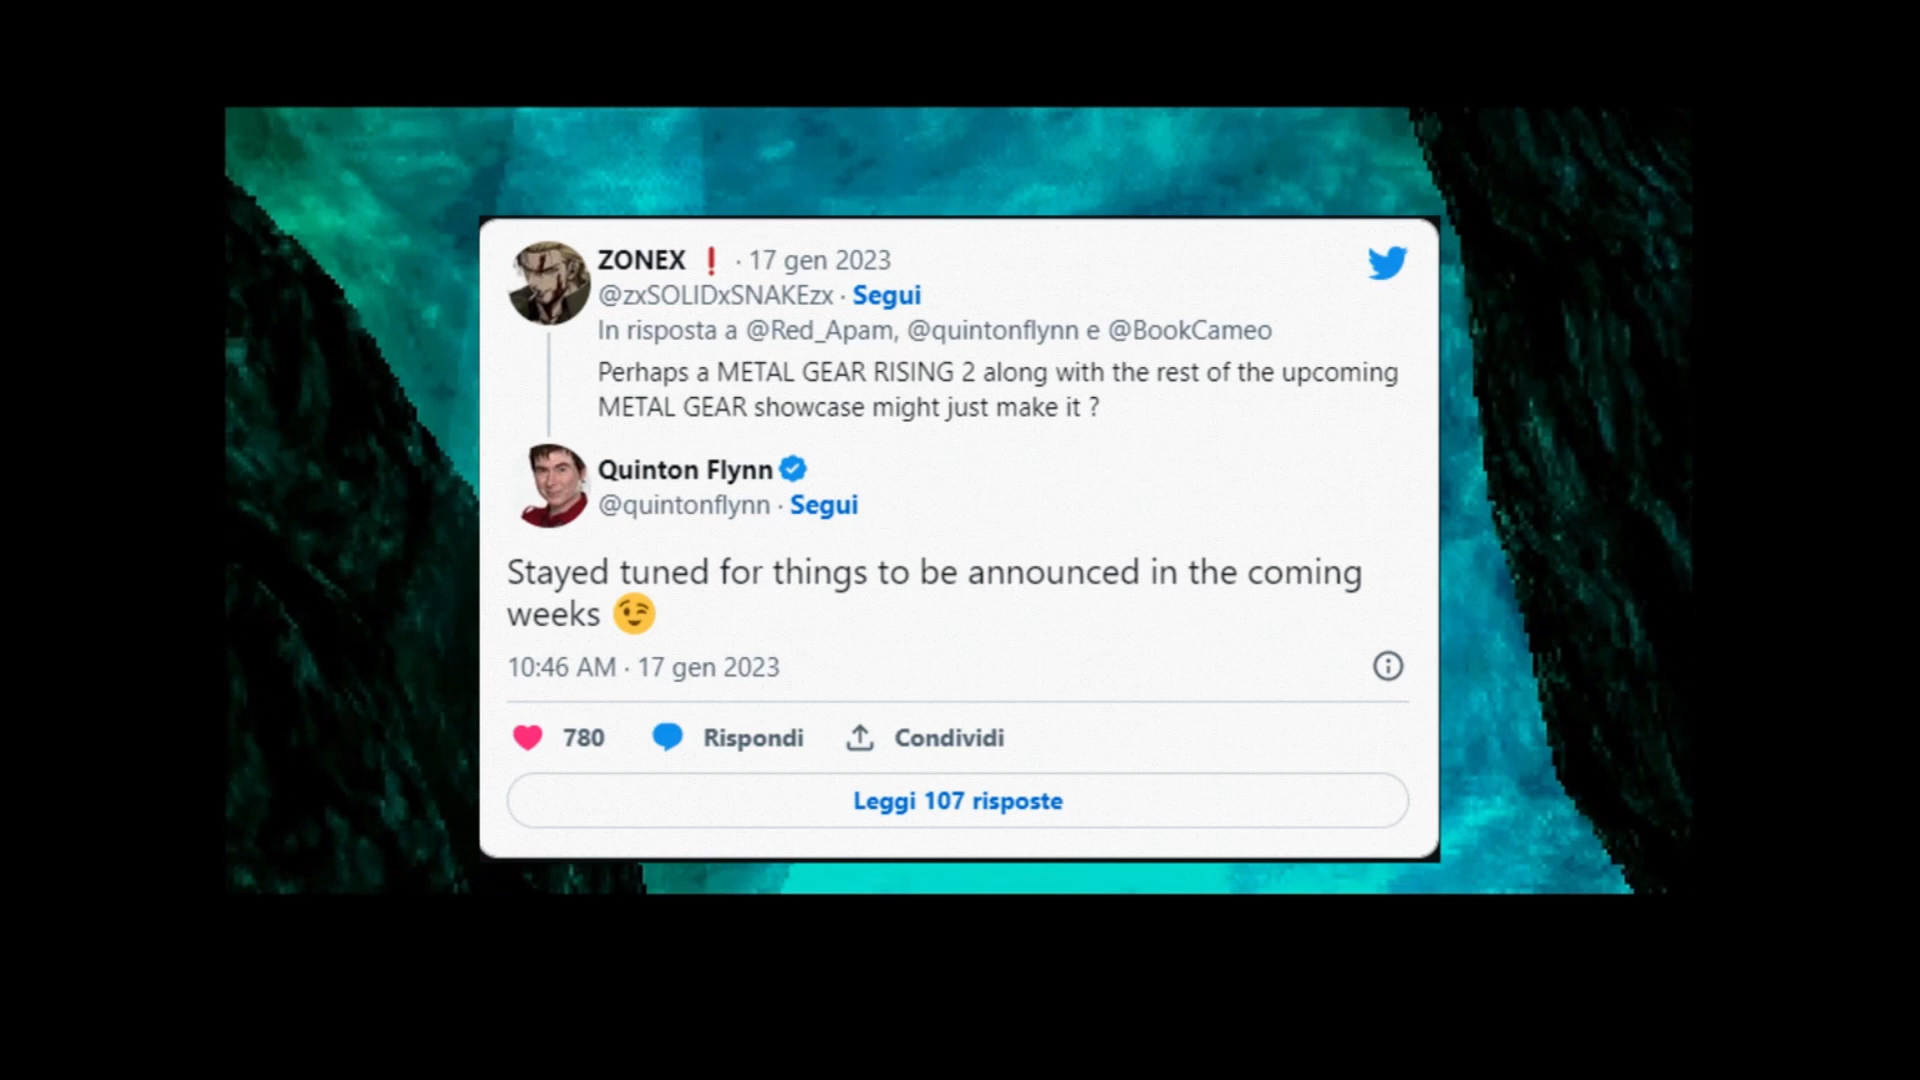 ZONEX ❗ · 17 gen 2023
@zxSOLIDxSNAKEzx · Segui
In risposta a @Red_Apam, @quintonflynn e @BookCameo
Perhaps a METAL GEAR RISING 2 along with the rest of the upcoming
METAL GEAR showcase might just make it ?
Quinton Flynn
@quintonflynn · Segui
Stayed tuned for things to be announced in the coming
weeks 😉
10:46 AM · 17 gen 2023
780 Rispondi Condividi
Leggi 107 risposte